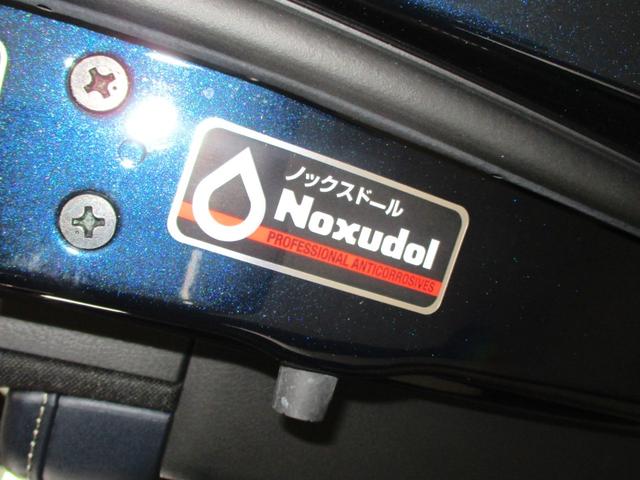 ノックスドール
Noxudol
PROFESSIONAL ANTICORROSIVES